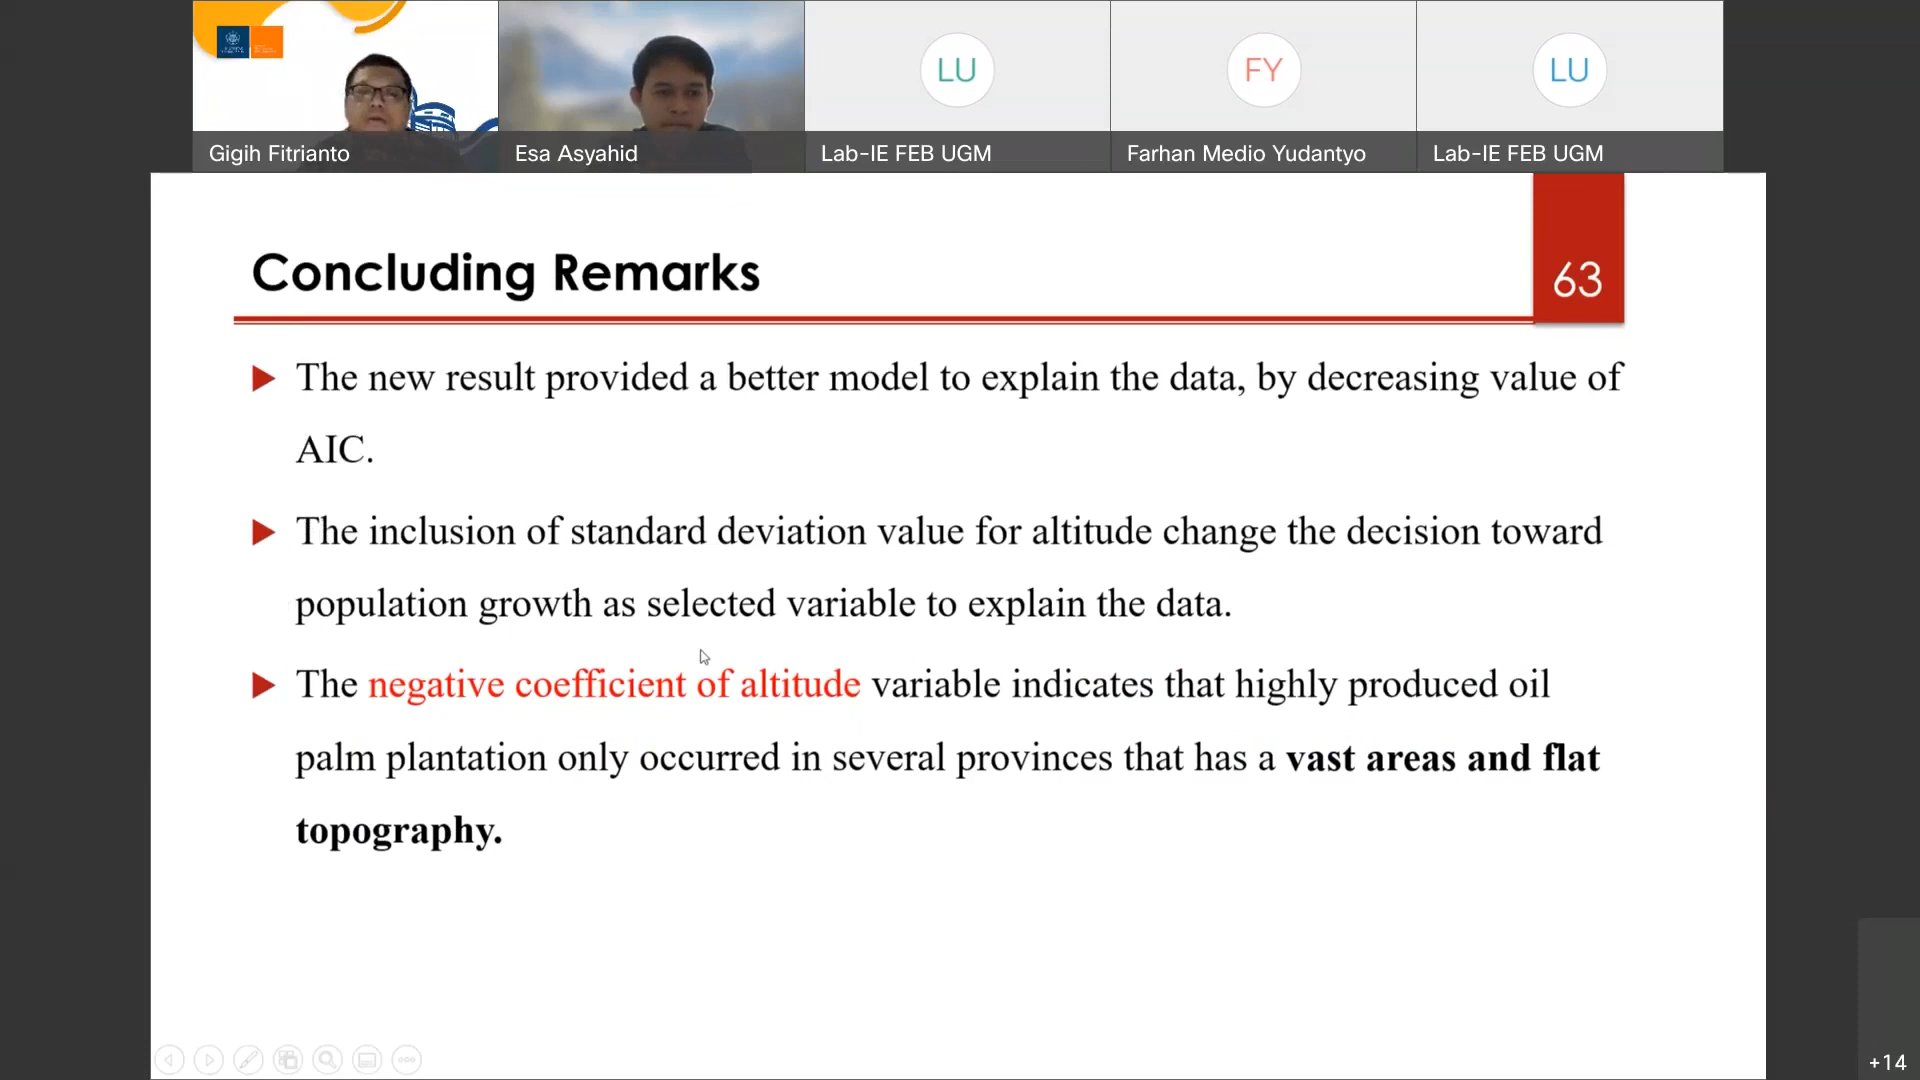 LU
FY
LU
Gigih Fitrianto
Esa Asyahid
Lab-IE FEB UGM
Farhan Medio Yudantyo
Lab-IE FEB UGM
Concluding Remarks
63
The new result provided a better model to explain the data, by decreasing value of
AIC.
The inclusion of standard deviation value for altitude change the decision toward
population growth as selected variable to explain the data.
The negative coefficient of altitude variable indicates that highly produced oil
palm plantation only occurred in several provinces that has a vast areas and flat
topography.
+14